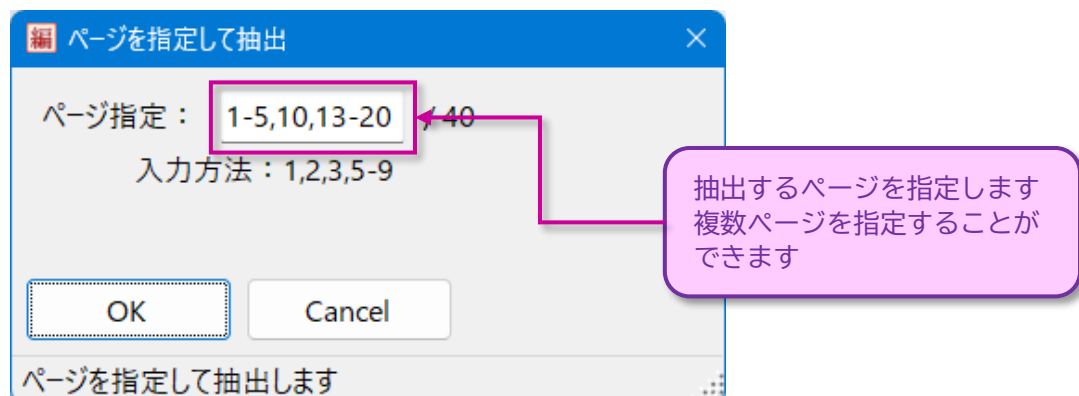 編 ページを指定して抽出
ページ指定： 1-5,10,13-20 / 40
入力方法：1,2,3,5-9
抽出するページを指定します
複数ページを指定することが
できます
OK Cancel
ページを指定して抽出します